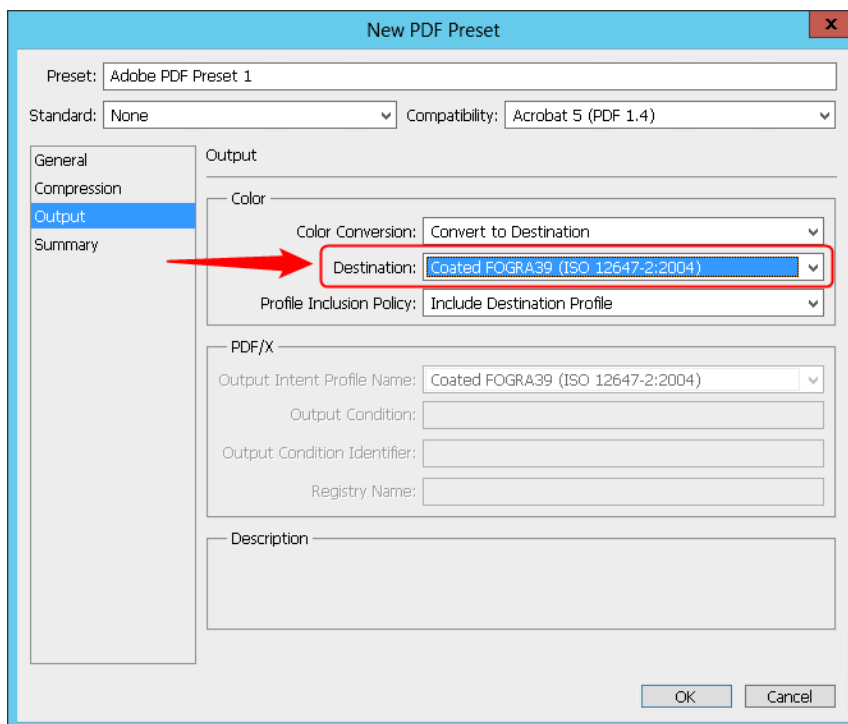 New PDF Preset
x
Preset: Adobe PDF Preset 1
Standard: None Compatibility: Acrobat 5 (PDF 1.4)
General
Compression
Output
Summary
Output
Color
Color Conversion: Convert to Destination
Destination: Coated FOGRA39 (ISO 12647-2:2004)
Profile Inclusion Policy: Include Destination Profile
PDF/X
Output Intent Profile Name: Coated FOGRA39 (ISO 12647-2:2004)
Output Condition:
Output Condition Identifier:
Registry Name:
Description
OK Cancel